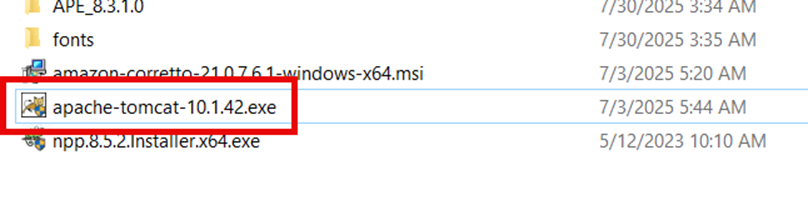 APE_8.3.1.0 7/30/2025 3:34 AM
fonts 7/30/2025 3:35 AM
amazon-corretto-21.0.7.6.1-windows-x64.msi 7/3/2025 5:20 AM
apache-tomcat-10.1.42.exe 7/3/2025 5:44 AM
npp.8.5.2.Installer.x64.exe 5/12/2023 10:10 AM